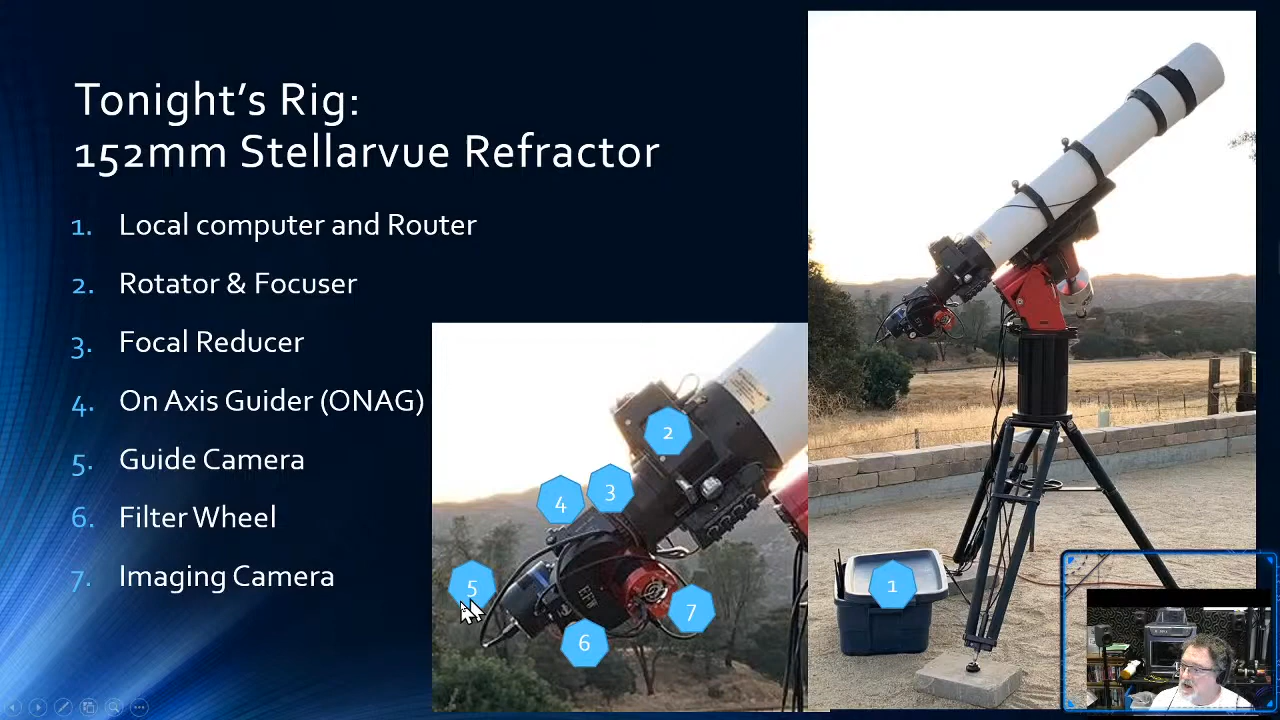 Tonight's Rig:
152mm Stellarvue Refractor
1. Local computer and Router
2. Rotator & Focuser
3. Focal Reducer
4. On Axis Guider (ONAG)
5. Guide Camera
6. Filter Wheel
7. Imaging Camera
2
3
4
5
EFW
7
6
1